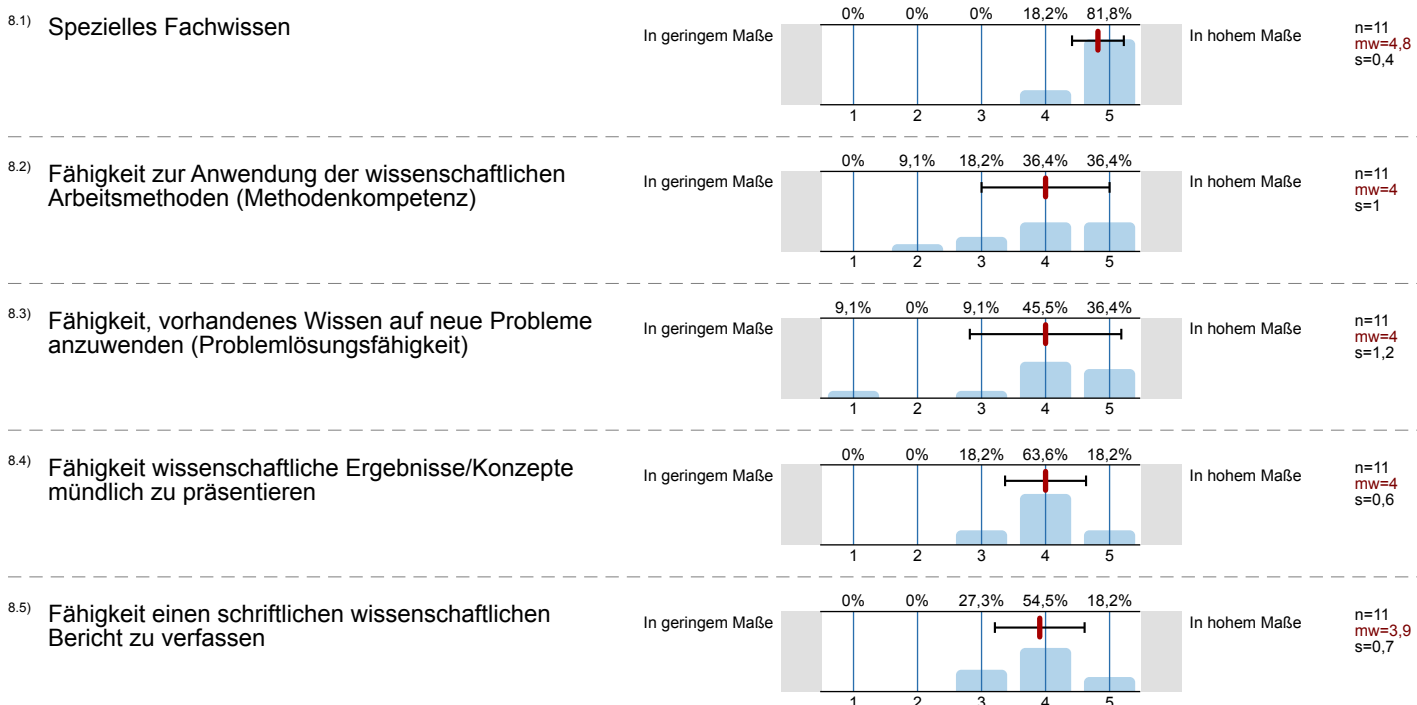 8.1) Spezielles Fachwissen
In geringem Maße
0% 0% 0% 18,2% 81,8%
1 2 3 4 5
In hohem Maße
n=11
mw=4,8
s=0,4
8.2) Fähigkeit zur Anwendung der wissenschaftlichen
Arbeitsmethoden (Methodenkompetenz)
In geringem Maße
0% 9,1% 18,2% 36,4% 36,4%
1 2 3 4 5
In hohem Maße
n=11
mw=4
s=1
8.3) Fähigkeit, vorhandenes Wissen auf neue Probleme
anzuwenden (Problemlösungsfähigkeit)
In geringem Maße
9,1% 0% 9,1% 45,5% 36,4%
1 2 3 4 5
In hohem Maße
n=11
mw=4
s=1,2
8.4) Fähigkeit wissenschaftliche Ergebnisse/Konzepte
mündlich zu präsentieren
In geringem Maße
0% 0% 18,2% 63,6% 18,2%
1 2 3 4 5
In hohem Maße
n=11
mw=4
s=0,6
8.5) Fähigkeit einen schriftlichen wissenschaftlichen
Bericht zu verfassen
In geringem Maße
0% 0% 27,3% 54,5% 18,2%
1 2 3 4 5
In hohem Maße
n=11
mw=3,9
s=0,7